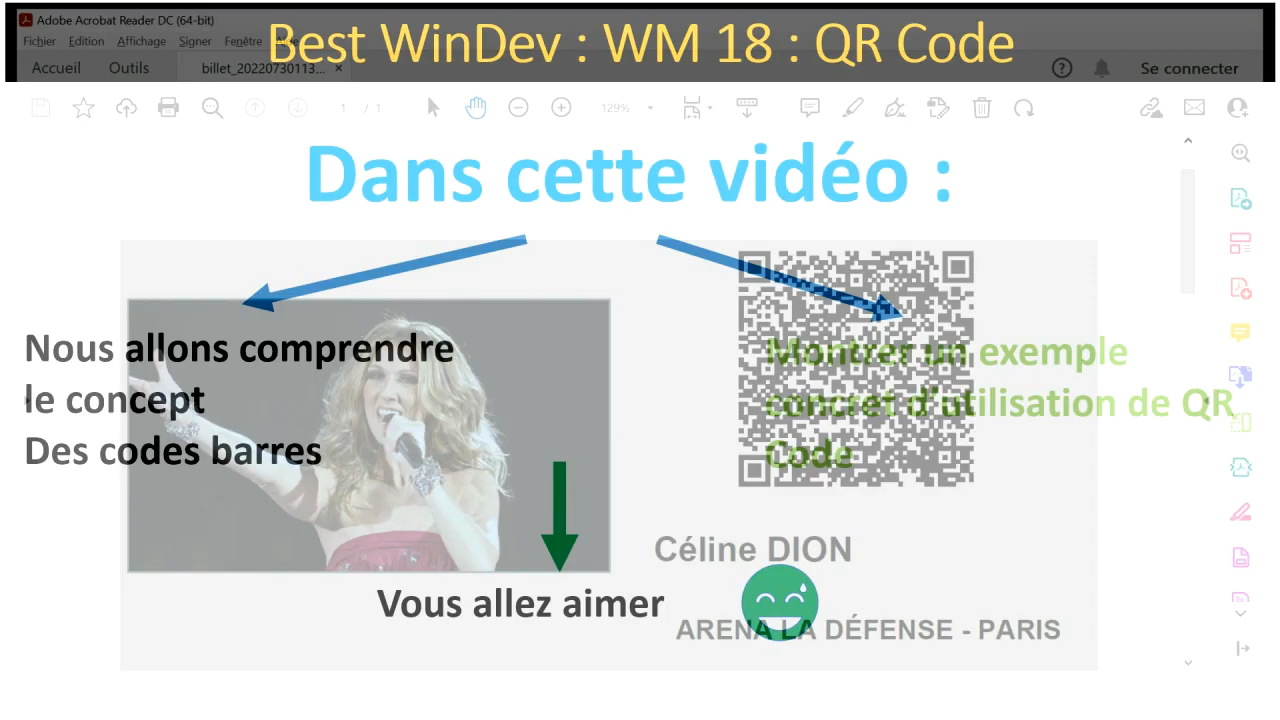 Adobe Acrobat Reader DC (64-bit)
Best WinDev : WM 18 : QR Code
Fichier Edition Affichage Signer Fenêtre
Accueil Outils billet_20220730113... × Se connecter
1 / 1 129%
Dans cette vidéo :
Nous allons comprendre
le concept
Des codes barres
Montrer un exemple
concret d'utilisation de QR
Code
Céline DION
Vous allez aimer
ARENA LA DÉFENSE - PARIS